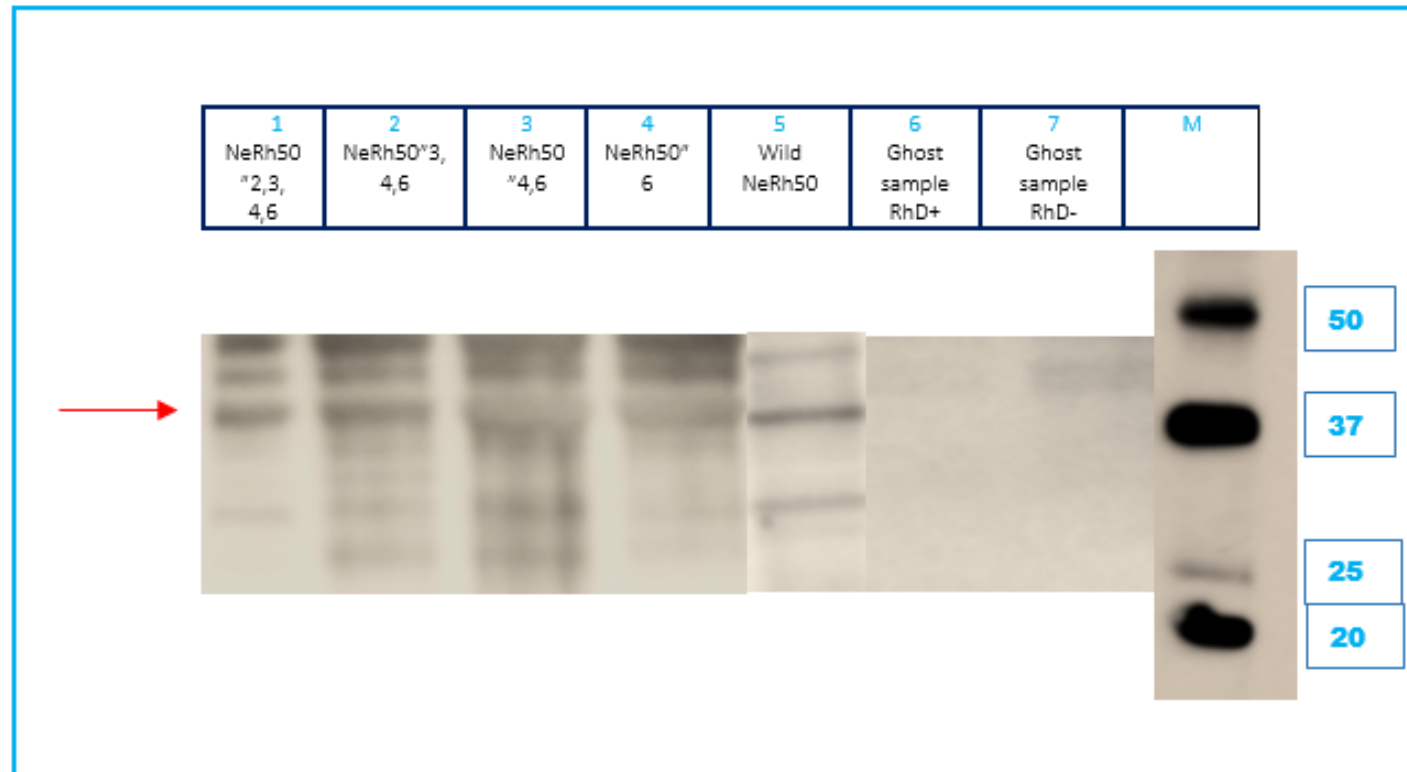 1
NeRh50
"2,3,
4,6
2
NeRh50"3,
4,6
3
NeRh50
"4,6
4
NeRh50"
6
5
Wild
NeRh50
6
Ghost
sample
RhD+
7
Ghost
sample
RhD-
M
50
37
25
20